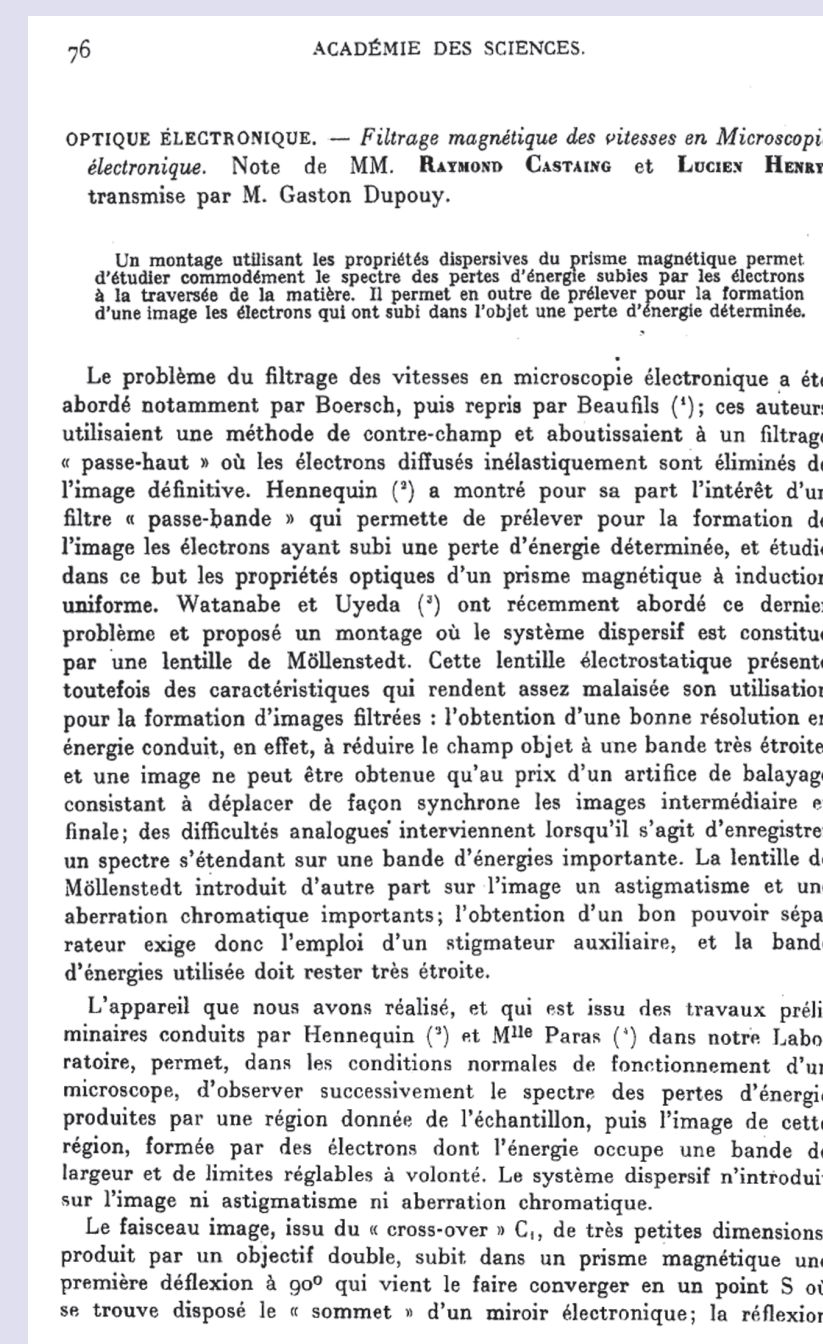 76
ACADÉMIE DES SCIENCES.
OPTIQUE ÉLECTRONIQUE. — Filtrage magnétique des vitesses en Microscopi
électronique. Note de MM. RAYMOND CASTAING et LUCIEN HENRY
transmise par M. Gaston Dupouy.
Un montage utilisant les propriétés dispersives du prisme magnétique permet
d'étudier commodément le spectre des pertes d'énergie subies par les électrons
à la traversée de la matière. Il permet en outre de prélever pour la formation
d'une image les électrons qui ont subi dans l'objet une perte d'énergie déterminée.
Le problème du filtrage des vitesses en microscopie électronique a été
abordé notamment par Boersch, puis repris par Beaufils (¹); ces auteurs
utilisaient une méthode de contre-champ et aboutissaient à un filtrage
« passe-haut » où les électrons diffusés inélastiquement sont éliminés de
l'image définitive. Hennequin (²) a montré pour sa part l'intérêt d'un
filtre « passe-bande » qui permette de prélever pour la formation de
l'image les électrons ayant subi une perte d'énergie déterminée, et étudié
dans ce but les propriétés optiques d'un prisme magnétique à induction
uniforme. Watanabe et Uyeda (³) ont récemment abordé ce dernier
problème et proposé un montage où le système dispersif est constitué
par une lentille de Möllenstedt. Cette lentille électrostatique présente
toutefois des caractéristiques qui rendent assez malaisée son utilisation
pour la formation d'images filtrées : l'obtention d'une bonne résolution en
énergie conduit, en effet, à réduire le champ objet à une bande très étroite
et une image ne peut être obtenue qu'au prix d'un artifice de balayage
consistant à déplacer de façon synchrone les images intermédiaire e
finale; des difficultés analogues interviennent lorsqu'il s'agit d'enregistrer
un spectre s'étendant sur une bande d'énergies importante. La lentille de
Möllenstedt introduit d'autre part sur l'image un astigmatisme et une
aberration chromatique importants; l'obtention d'un bon pouvoir sépa
rateur exige donc l'emploi d'un stigmateur auxiliaire, et la bande
d'énergies utilisée doit rester très étroite.
L'appareil que nous avons réalisé, et qui est issu des travaux préli
minaires conduits par Hennequin (²) et Mlle Paras (⁴) dans notre Labo
ratoire, permet, dans les conditions normales de fonctionnement d'un
microscope, d'observer successivement le spectre des pertes d'énergie
produites par une région donnée de l'échantillon, puis l'image de cette
région, formée par des électrons dont l'énergie occupe une bande de
largeur et de limites réglables à volonté. Le système dispersif n'introdui
sur l'image ni astigmatisme ni aberration chromatique.
Le faisceau image, issu du « cross-over » C₁, de très petites dimensions
produit par un objectif double, subit dans un prisme magnétique une
première déflexion à 90° qui vient le faire converger en un point S où
se trouve disposé le « sommet » d'un miroir électronique; la réflexion